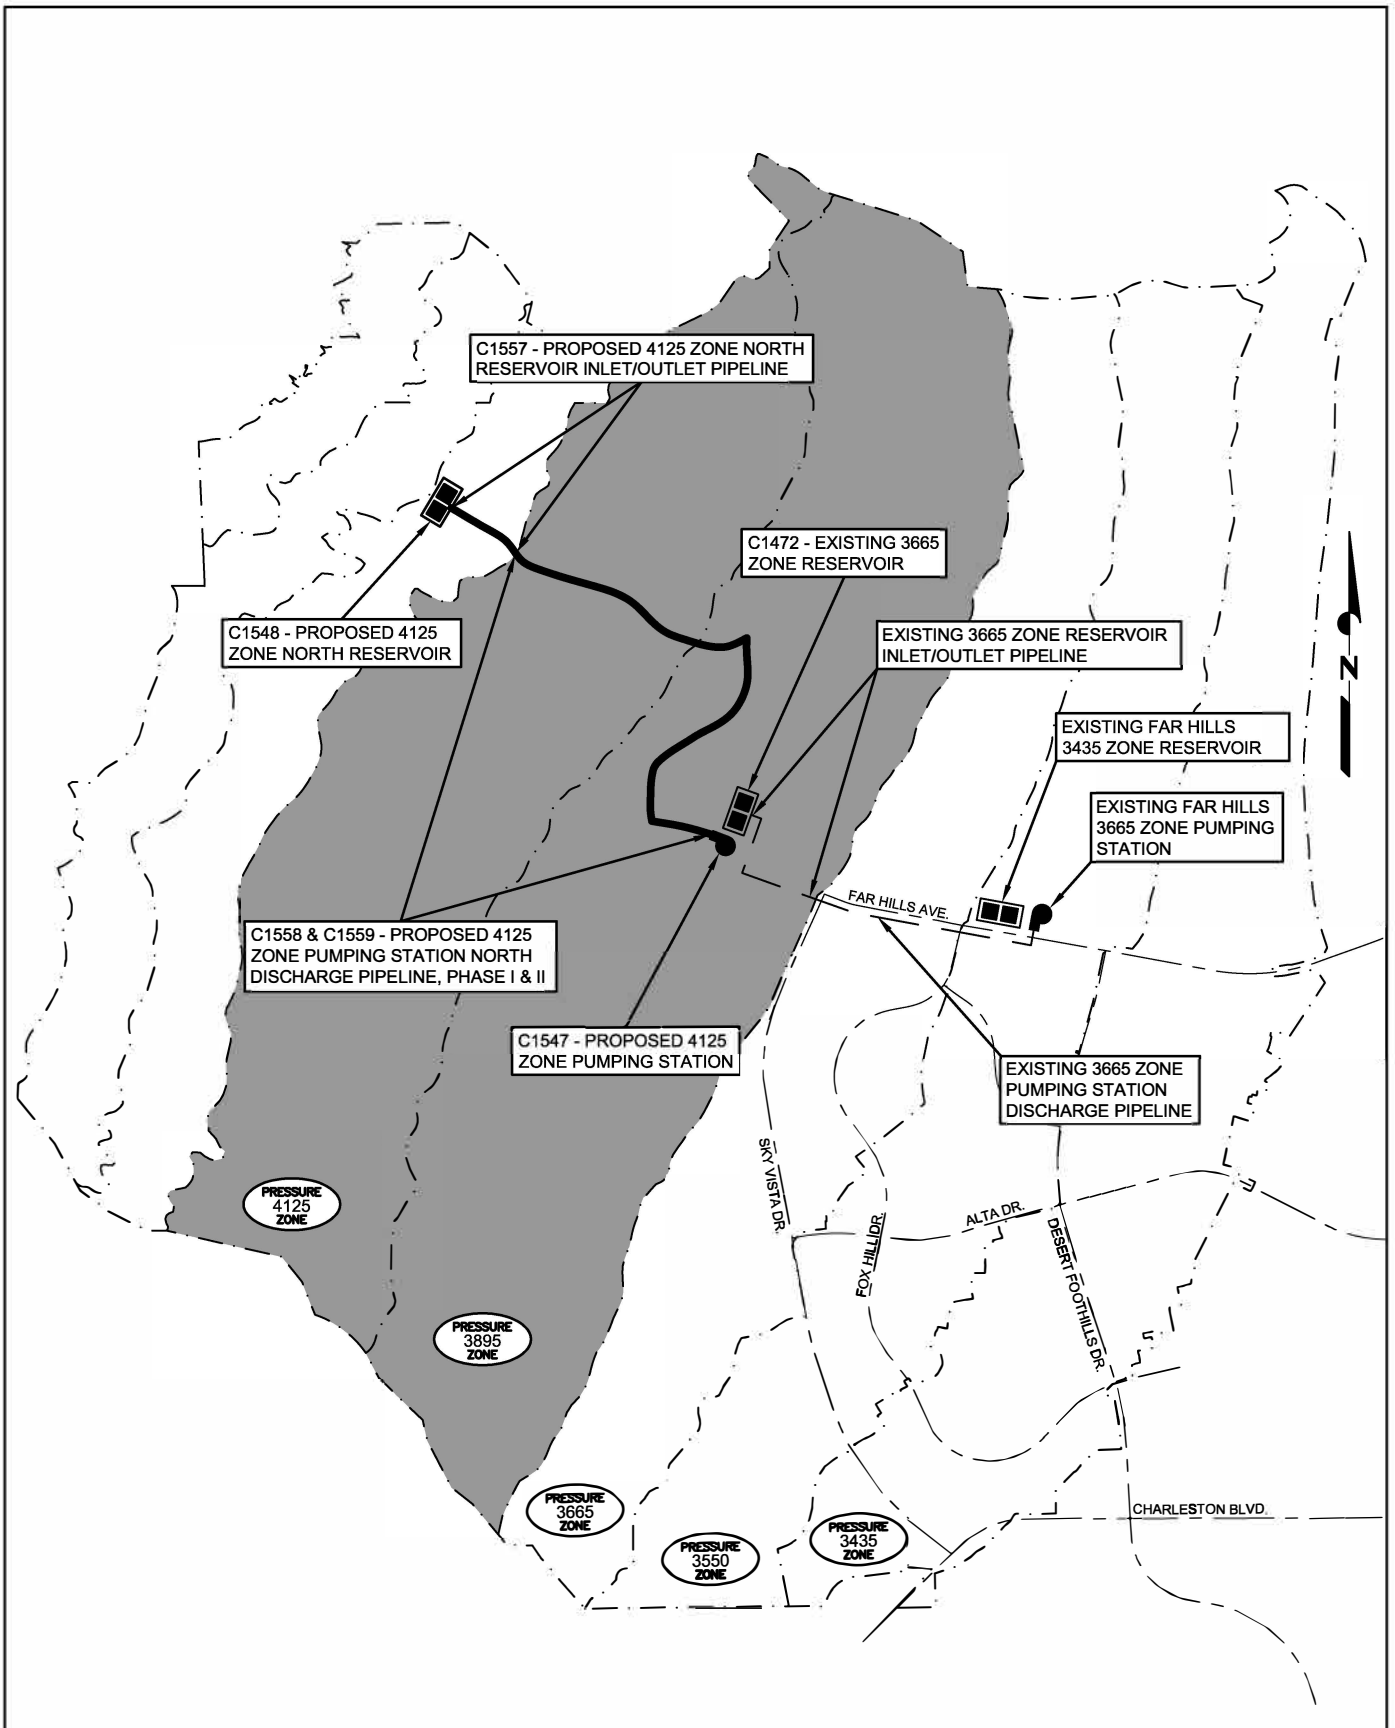 C1557 - PROPOSED 4125 ZONE NORTH
RESERVOIR INLET/OUTLET PIPELINE
C1472 - EXISTING 3665
ZONE RESERVOIR
C1548 - PROPOSED 4125
ZONE NORTH RESERVOIR
EXISTING 3665 ZONE RESERVOIR
INLET/OUTLET PIPELINE
N
EXISTING FAR HILLS
3435 ZONE RESERVOIR
EXISTING FAR HILLS
3665 ZONE PUMPING
STATION
FAR HILLS AVE.
C1558 & C1559 - PROPOSED 4125
ZONE PUMPING STATION NORTH
DISCHARGE PIPELINE, PHASE I & II
C1547 - PROPOSED 4125
ZONE PUMPING STATION
EXISTING 3665 ZONE
PUMPING STATION
DISCHARGE PIPELINE
SKY VISTA DR.
FOX HILL DR.
ALTA DR.
DESERT FOOTHILLS DR.
PRESSURE
4125
ZONE
PRESSURE
3895
ZONE
PRESSURE
3665
ZONE
PRESSURE
3550
ZONE
PRESSURE
3435
ZONE
CHARLESTON BLVD.